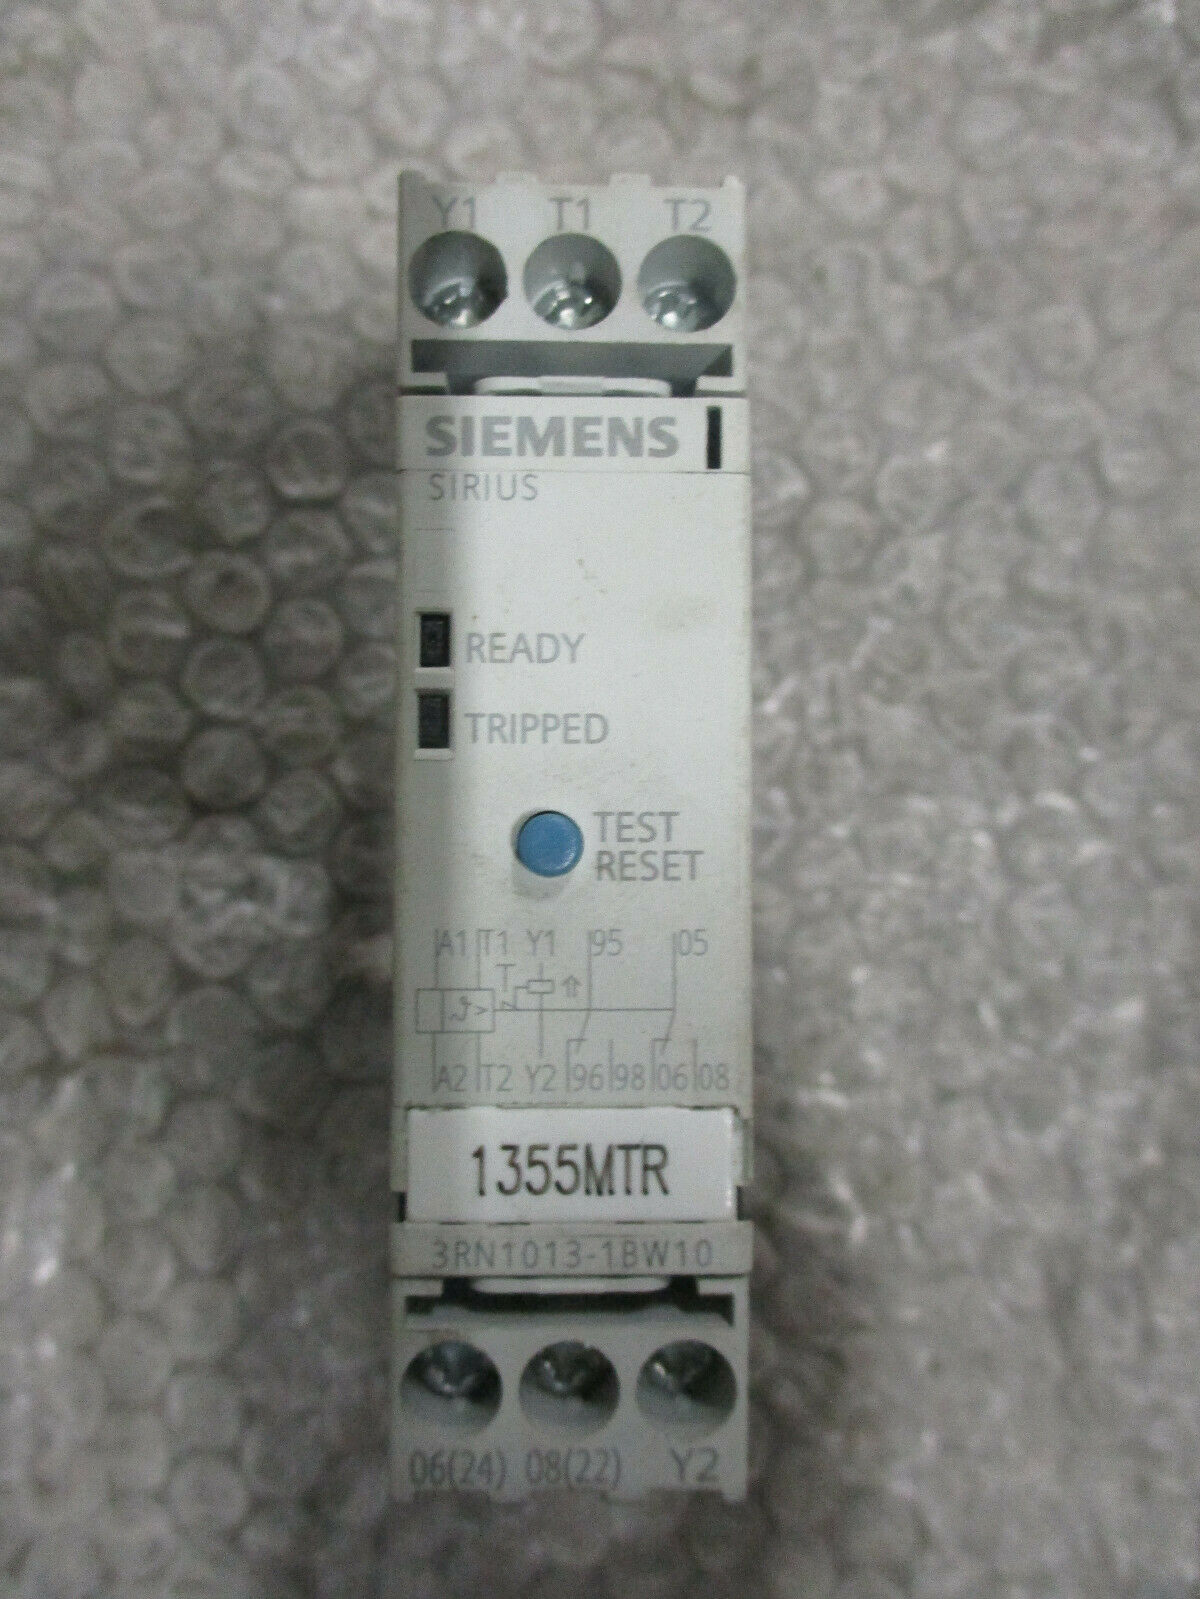 Y1 T1 T2
SIEMENS
SIRIUS
READY
TRIPPED
TEST
RESET
A1 T1 Y1 95 05
T
ϑ>
A2 T2 Y2 96 98 06 08
1355MTR
3RN1013-1BW10
06(24) 08(22) Y2